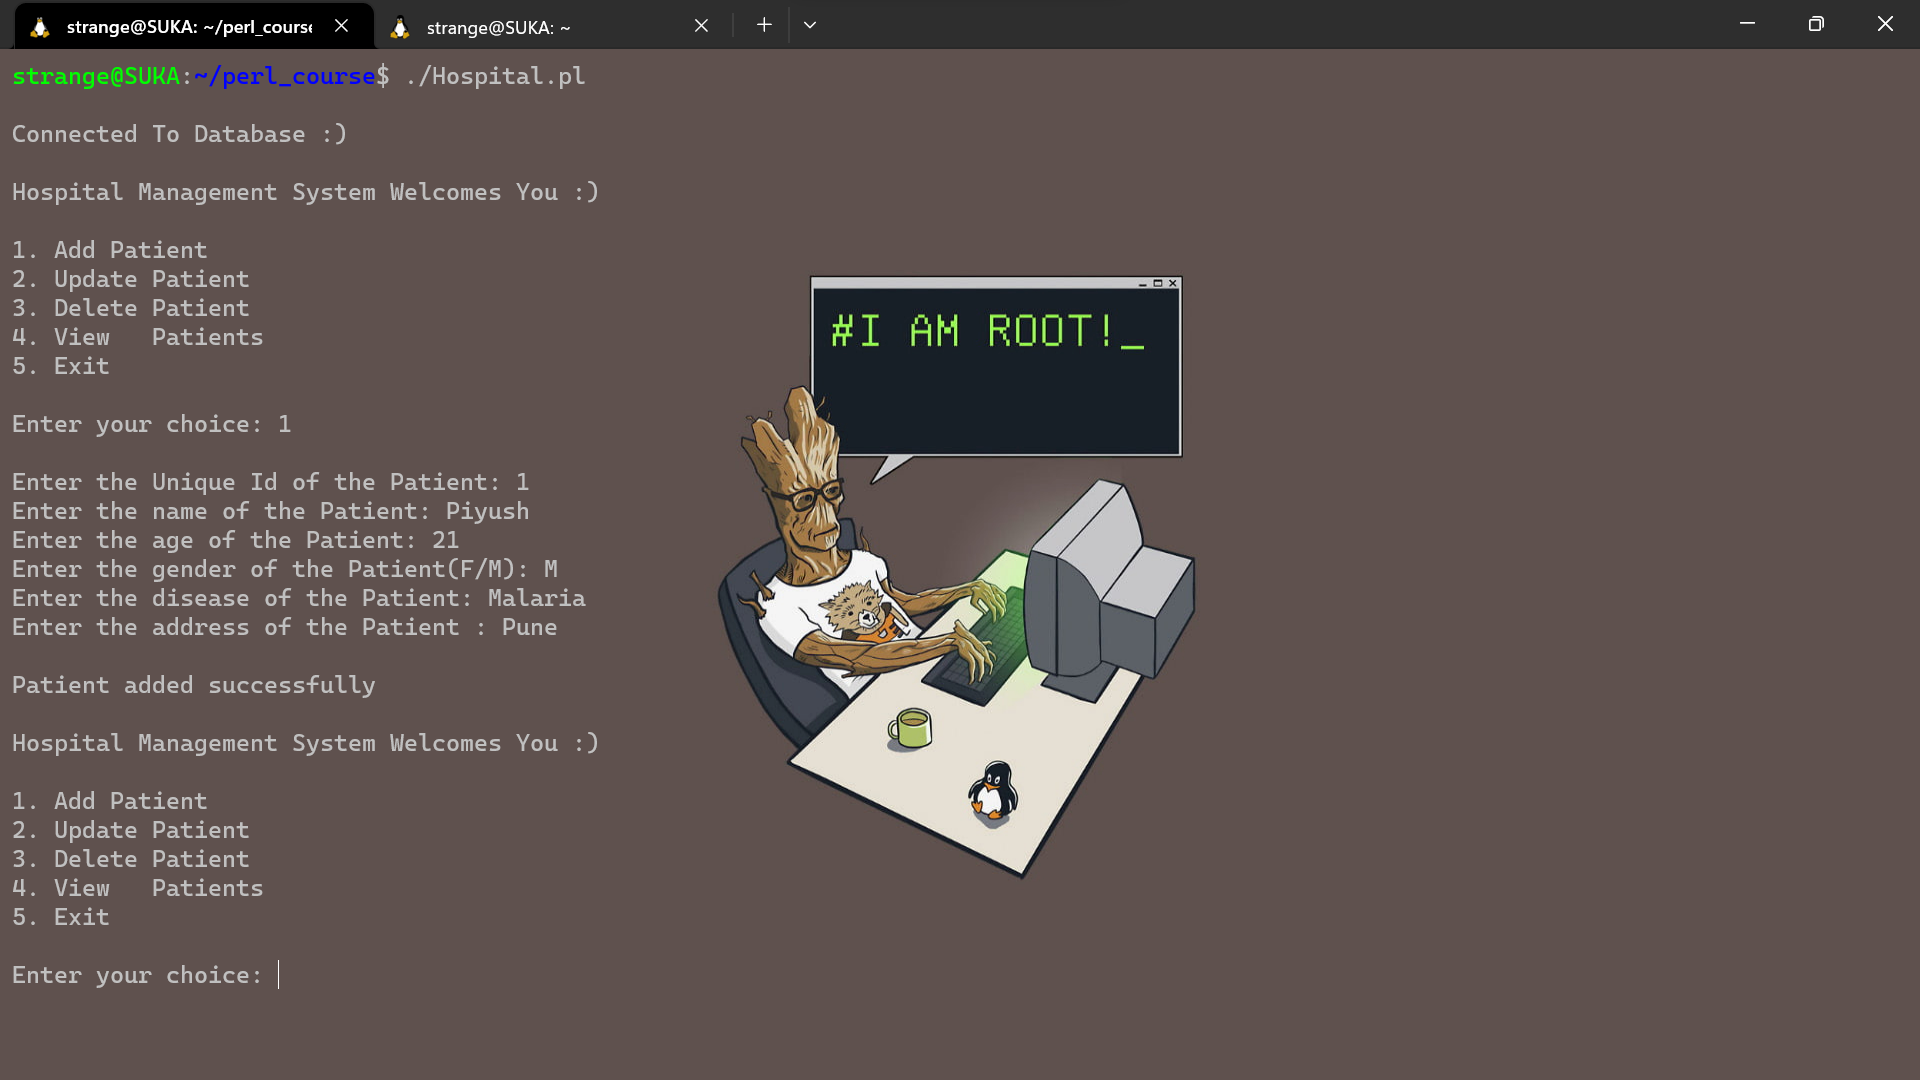 strange@SUKA: ~/perl_course
strange@SUKA: ~
strange@SUKA:~/perl_course$ ./Hospital.pl
Connected To Database :)
Hospital Management System Welcomes You :)
1. Add Patient
2. Update Patient
3. Delete Patient
4. View   Patients
5. Exit
Enter your choice: 1
Enter the Unique Id of the Patient: 1
Enter the name of the Patient: Piyush
Enter the age of the Patient: 21
Enter the gender of the Patient(F/M): M
Enter the disease of the Patient: Malaria
Enter the address of the Patient : Pune
Patient added successfully
Hospital Management System Welcomes You :)
1. Add Patient
2. Update Patient
3. Delete Patient
4. View   Patients
5. Exit
Enter your choice:
#I AM ROOT!_